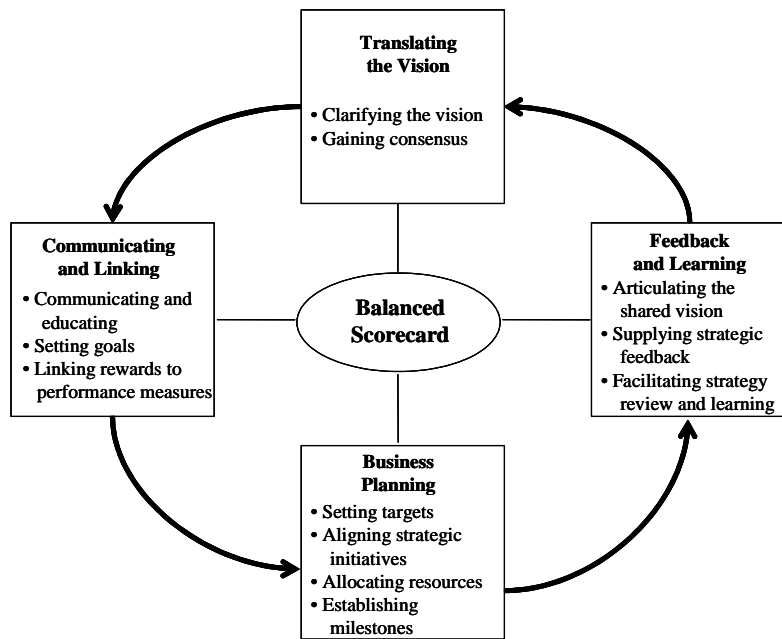 Translating
the Vision
• Clarifying the vision
• Gaining consensus
Communicating
and Linking
• Communicating and
educating
• Setting goals
• Linking rewards to
performance measures
Balanced
Scorecard
Feedback
and Learning
• Articulating the
shared vision
• Supplying strategic
feedback
• Facilitating strategy
review and learning
Business
Planning
• Setting targets
• Aligning strategic
initiatives
• Allocating resources
• Establishing
milestones